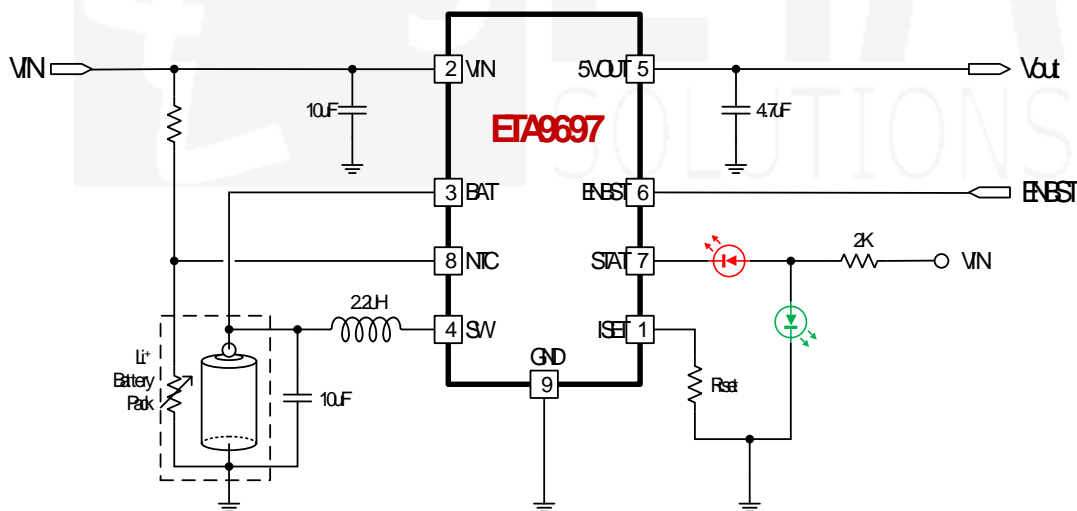 VIN
2 VIN
5VOUT 5
Vout
10uF
ETA9697
4.7uF
SOLUTIONS
3 BAT
ENBST 6
ENBST
8 NTC
STAT 7
2K
VIN
2.2uH
4 SW
ISET 1
Li+
Battery
Pack
10uF
GND
9
Rset